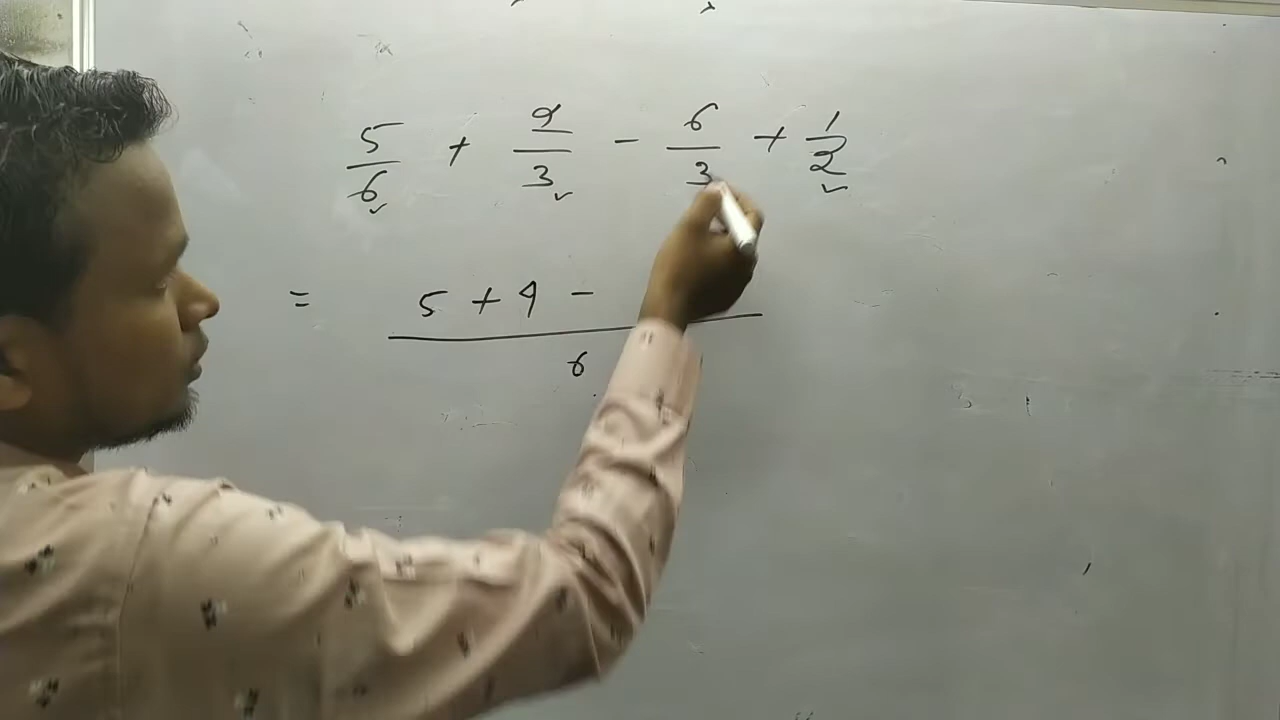 5/6 + 2/3 - 6/3 + 1/2
= 5 + 4 -
6